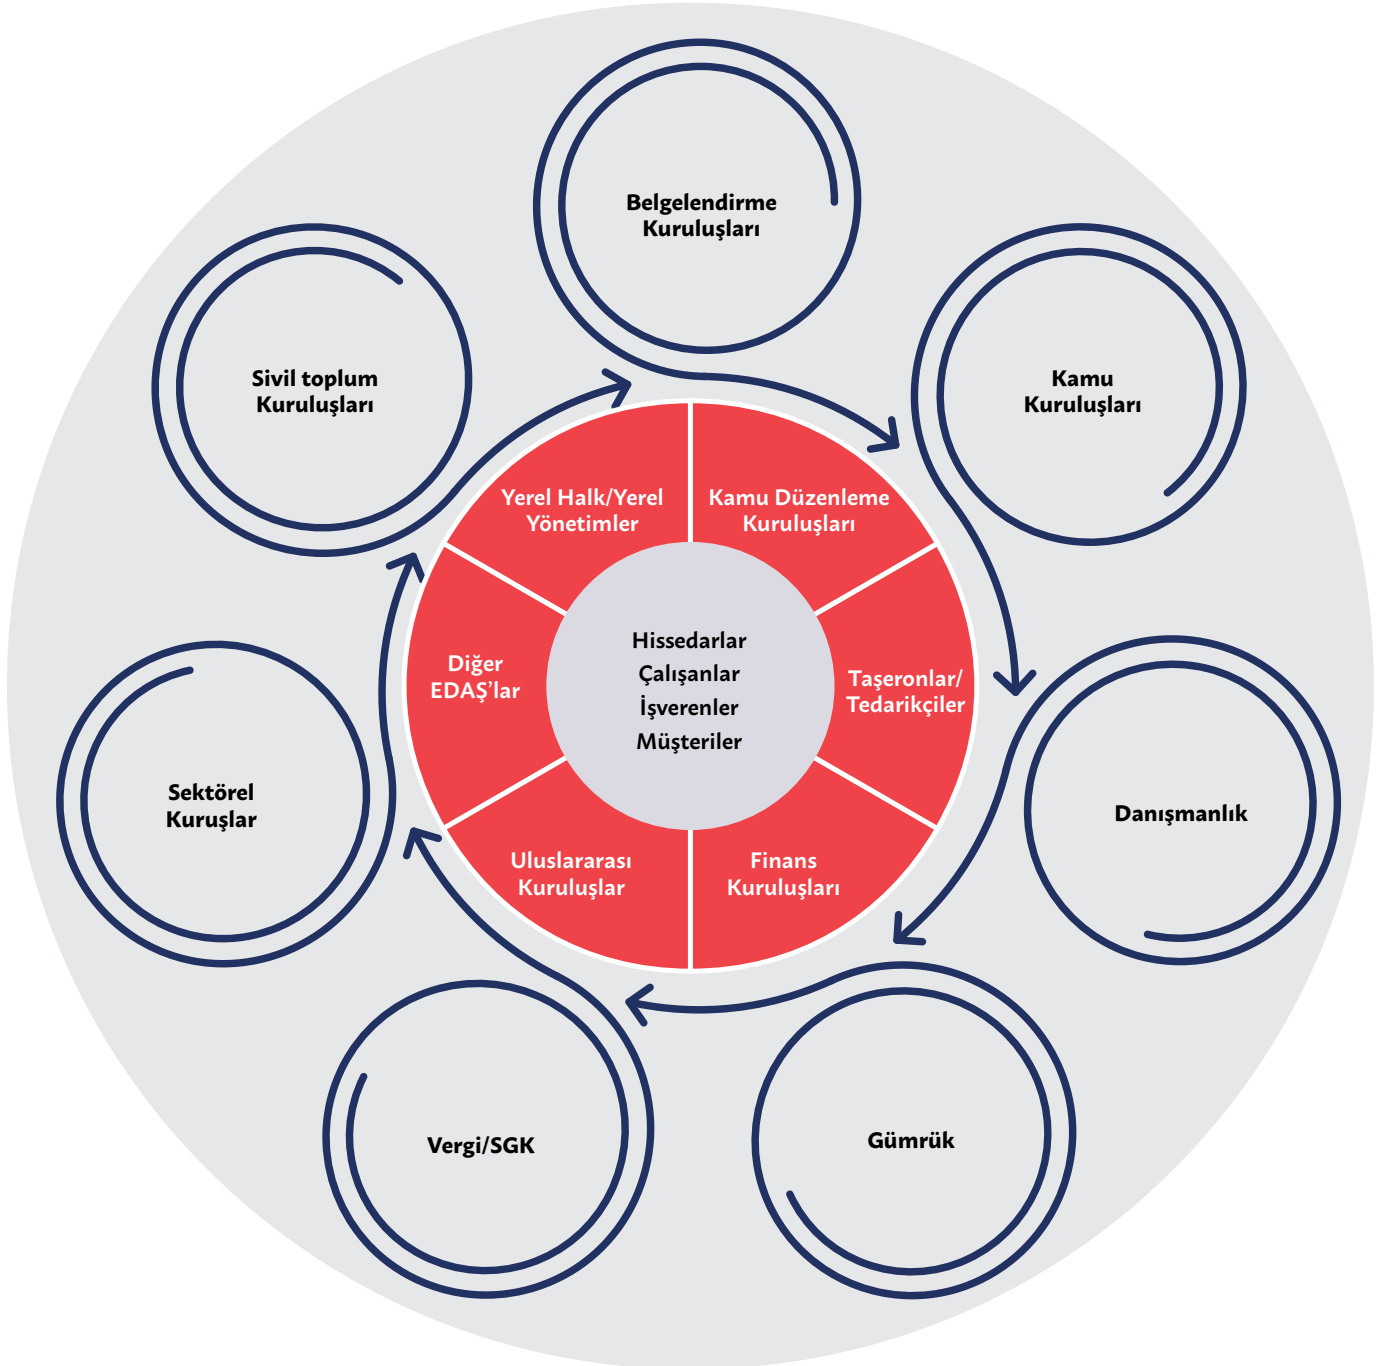 Belgelendirme
Kuruluşları
Sivil toplum
Kuruluşları
Kamu
Kuruluşları
Yerel Halk/Yerel
Yönetimler
Kamu Düzenleme
Kuruluşları
Hissedarlar
Çalışanlar
İşverenler
Müşteriler
Diğer
EDAŞ’lar
Taşeronlar/
Tedarikçiler
Sektörel
Kuruşlar
Danışmanlık
Uluslararası
Kuruluşlar
Finans
Kuruluşları
Vergi/SGK
Gümrük